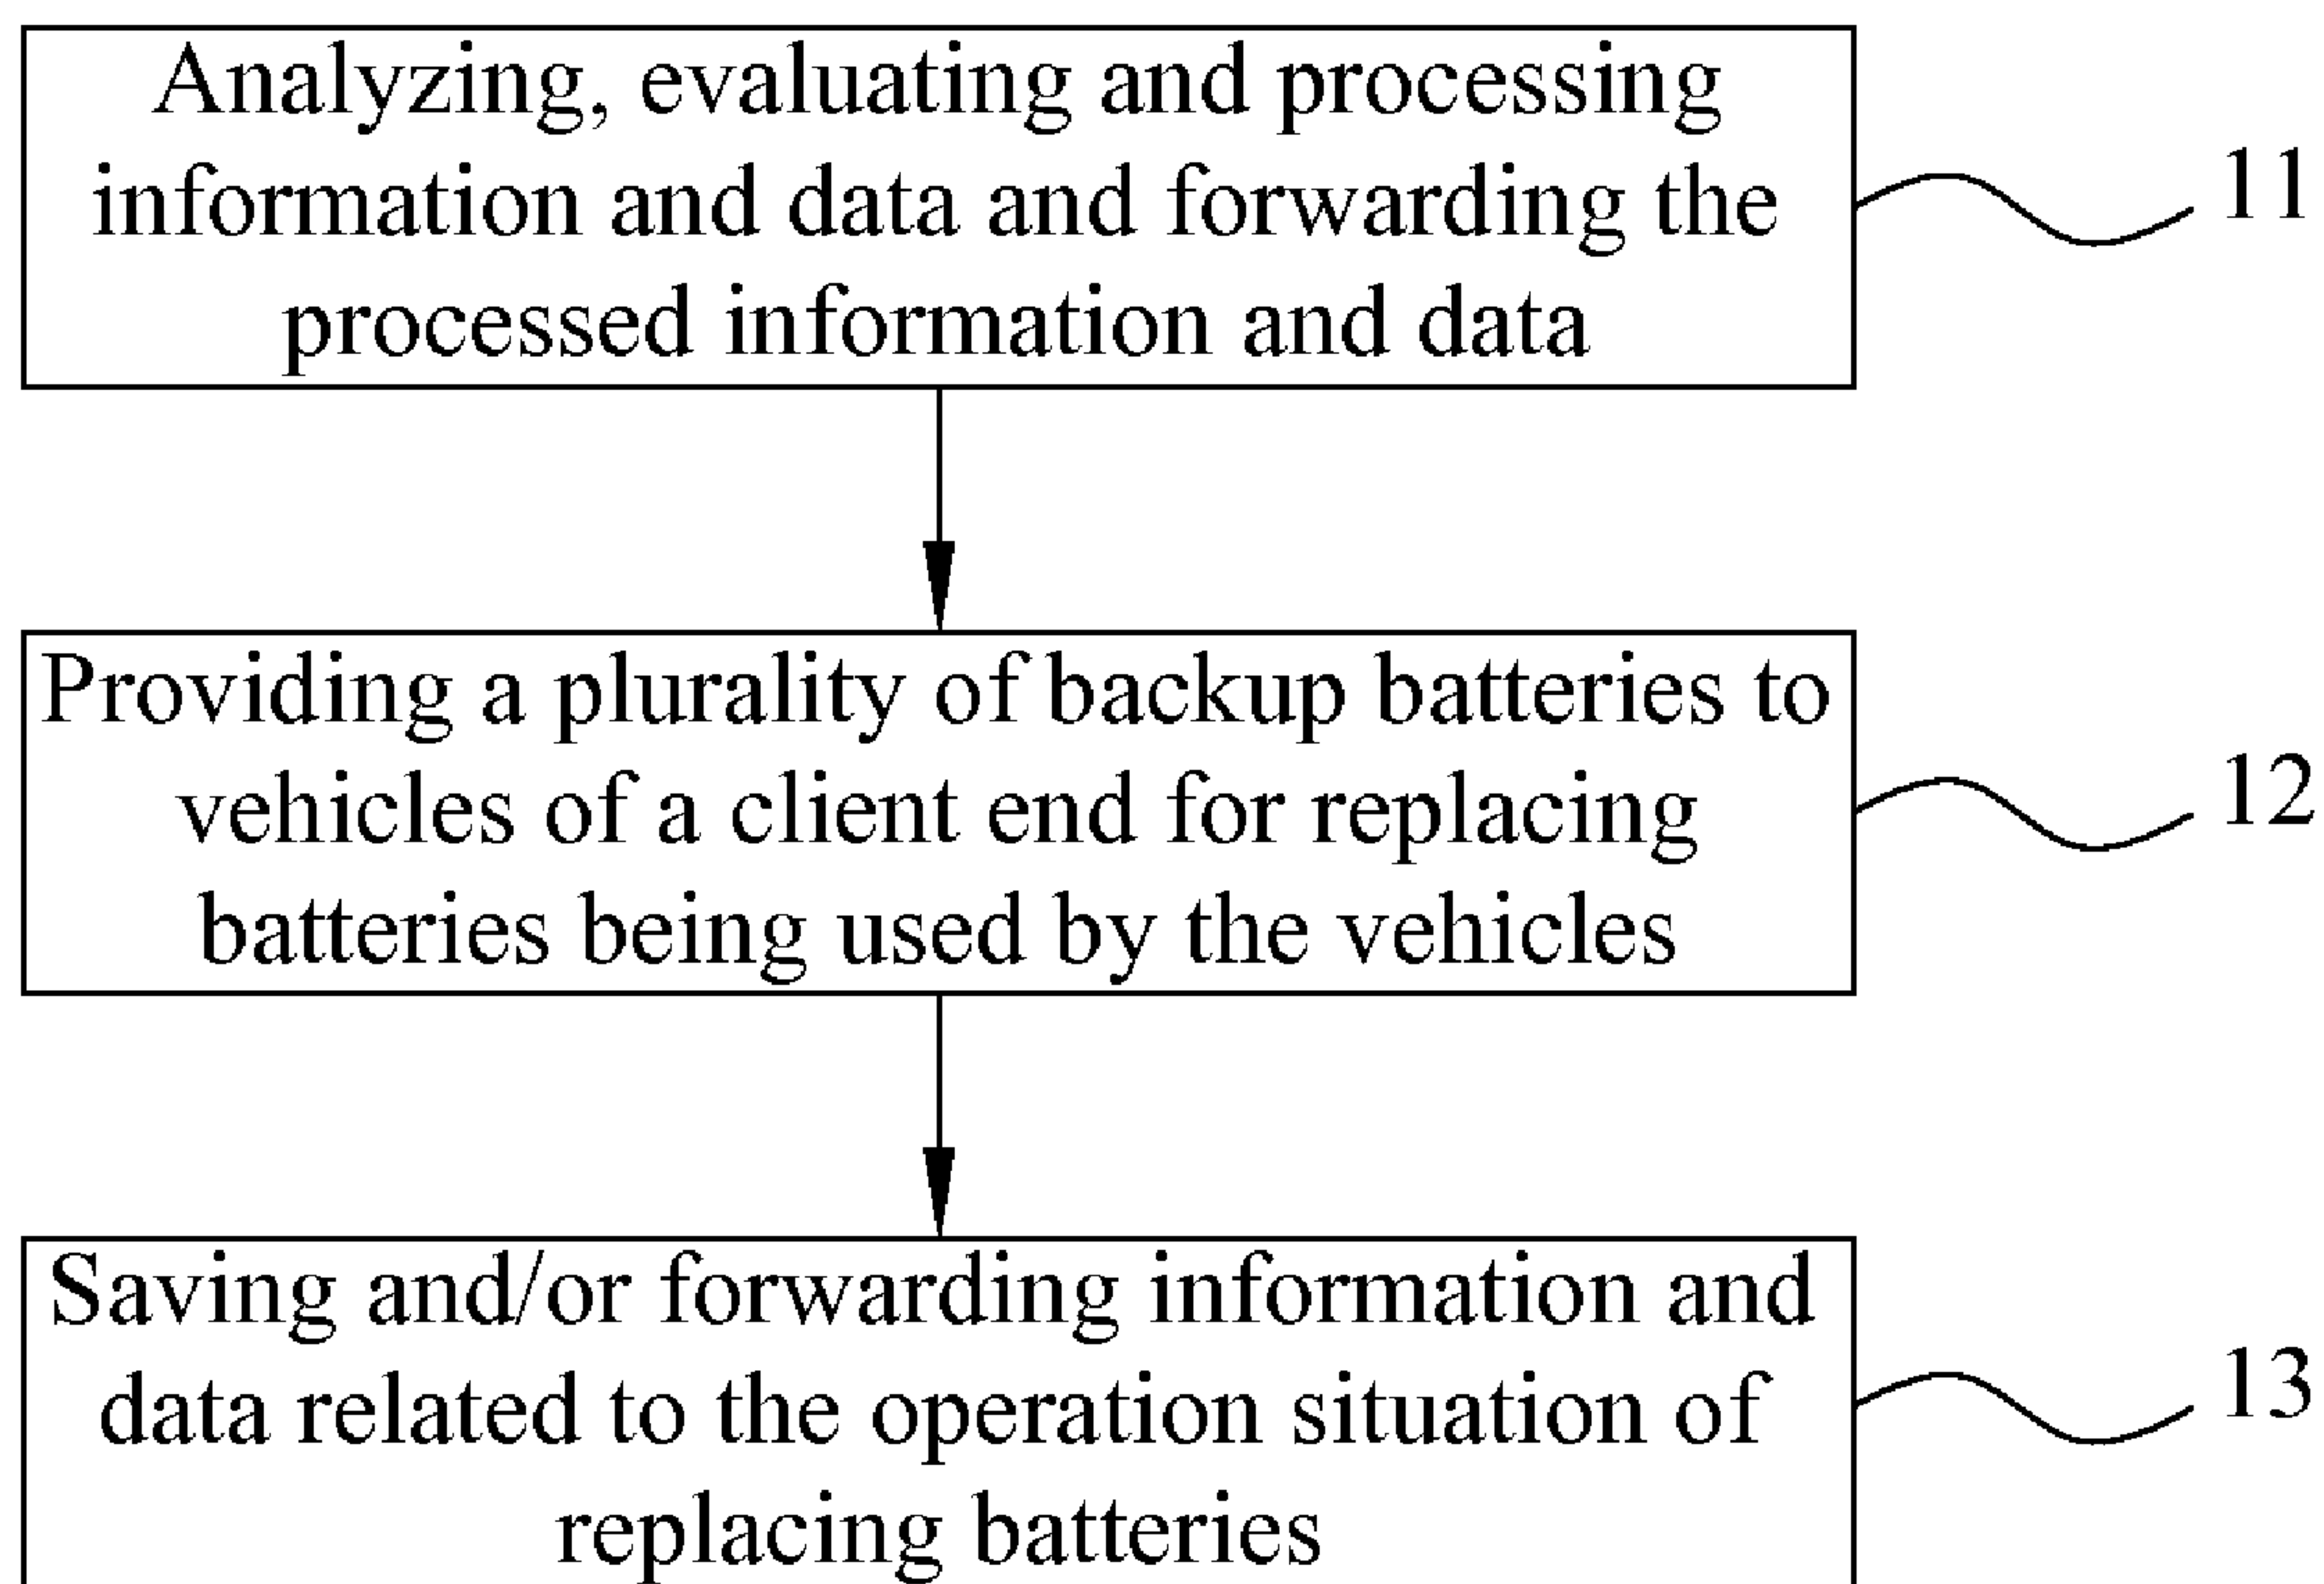 Analyzing, evaluating and processing
information and data and forwarding the
processed information and data
11
Providing a plurality of backup batteries to
vehicles of a client end for replacing
batteries being used by the vehicles
12
Saving and/or forwarding information and
data related to the operation situation of
replacing batteries
13